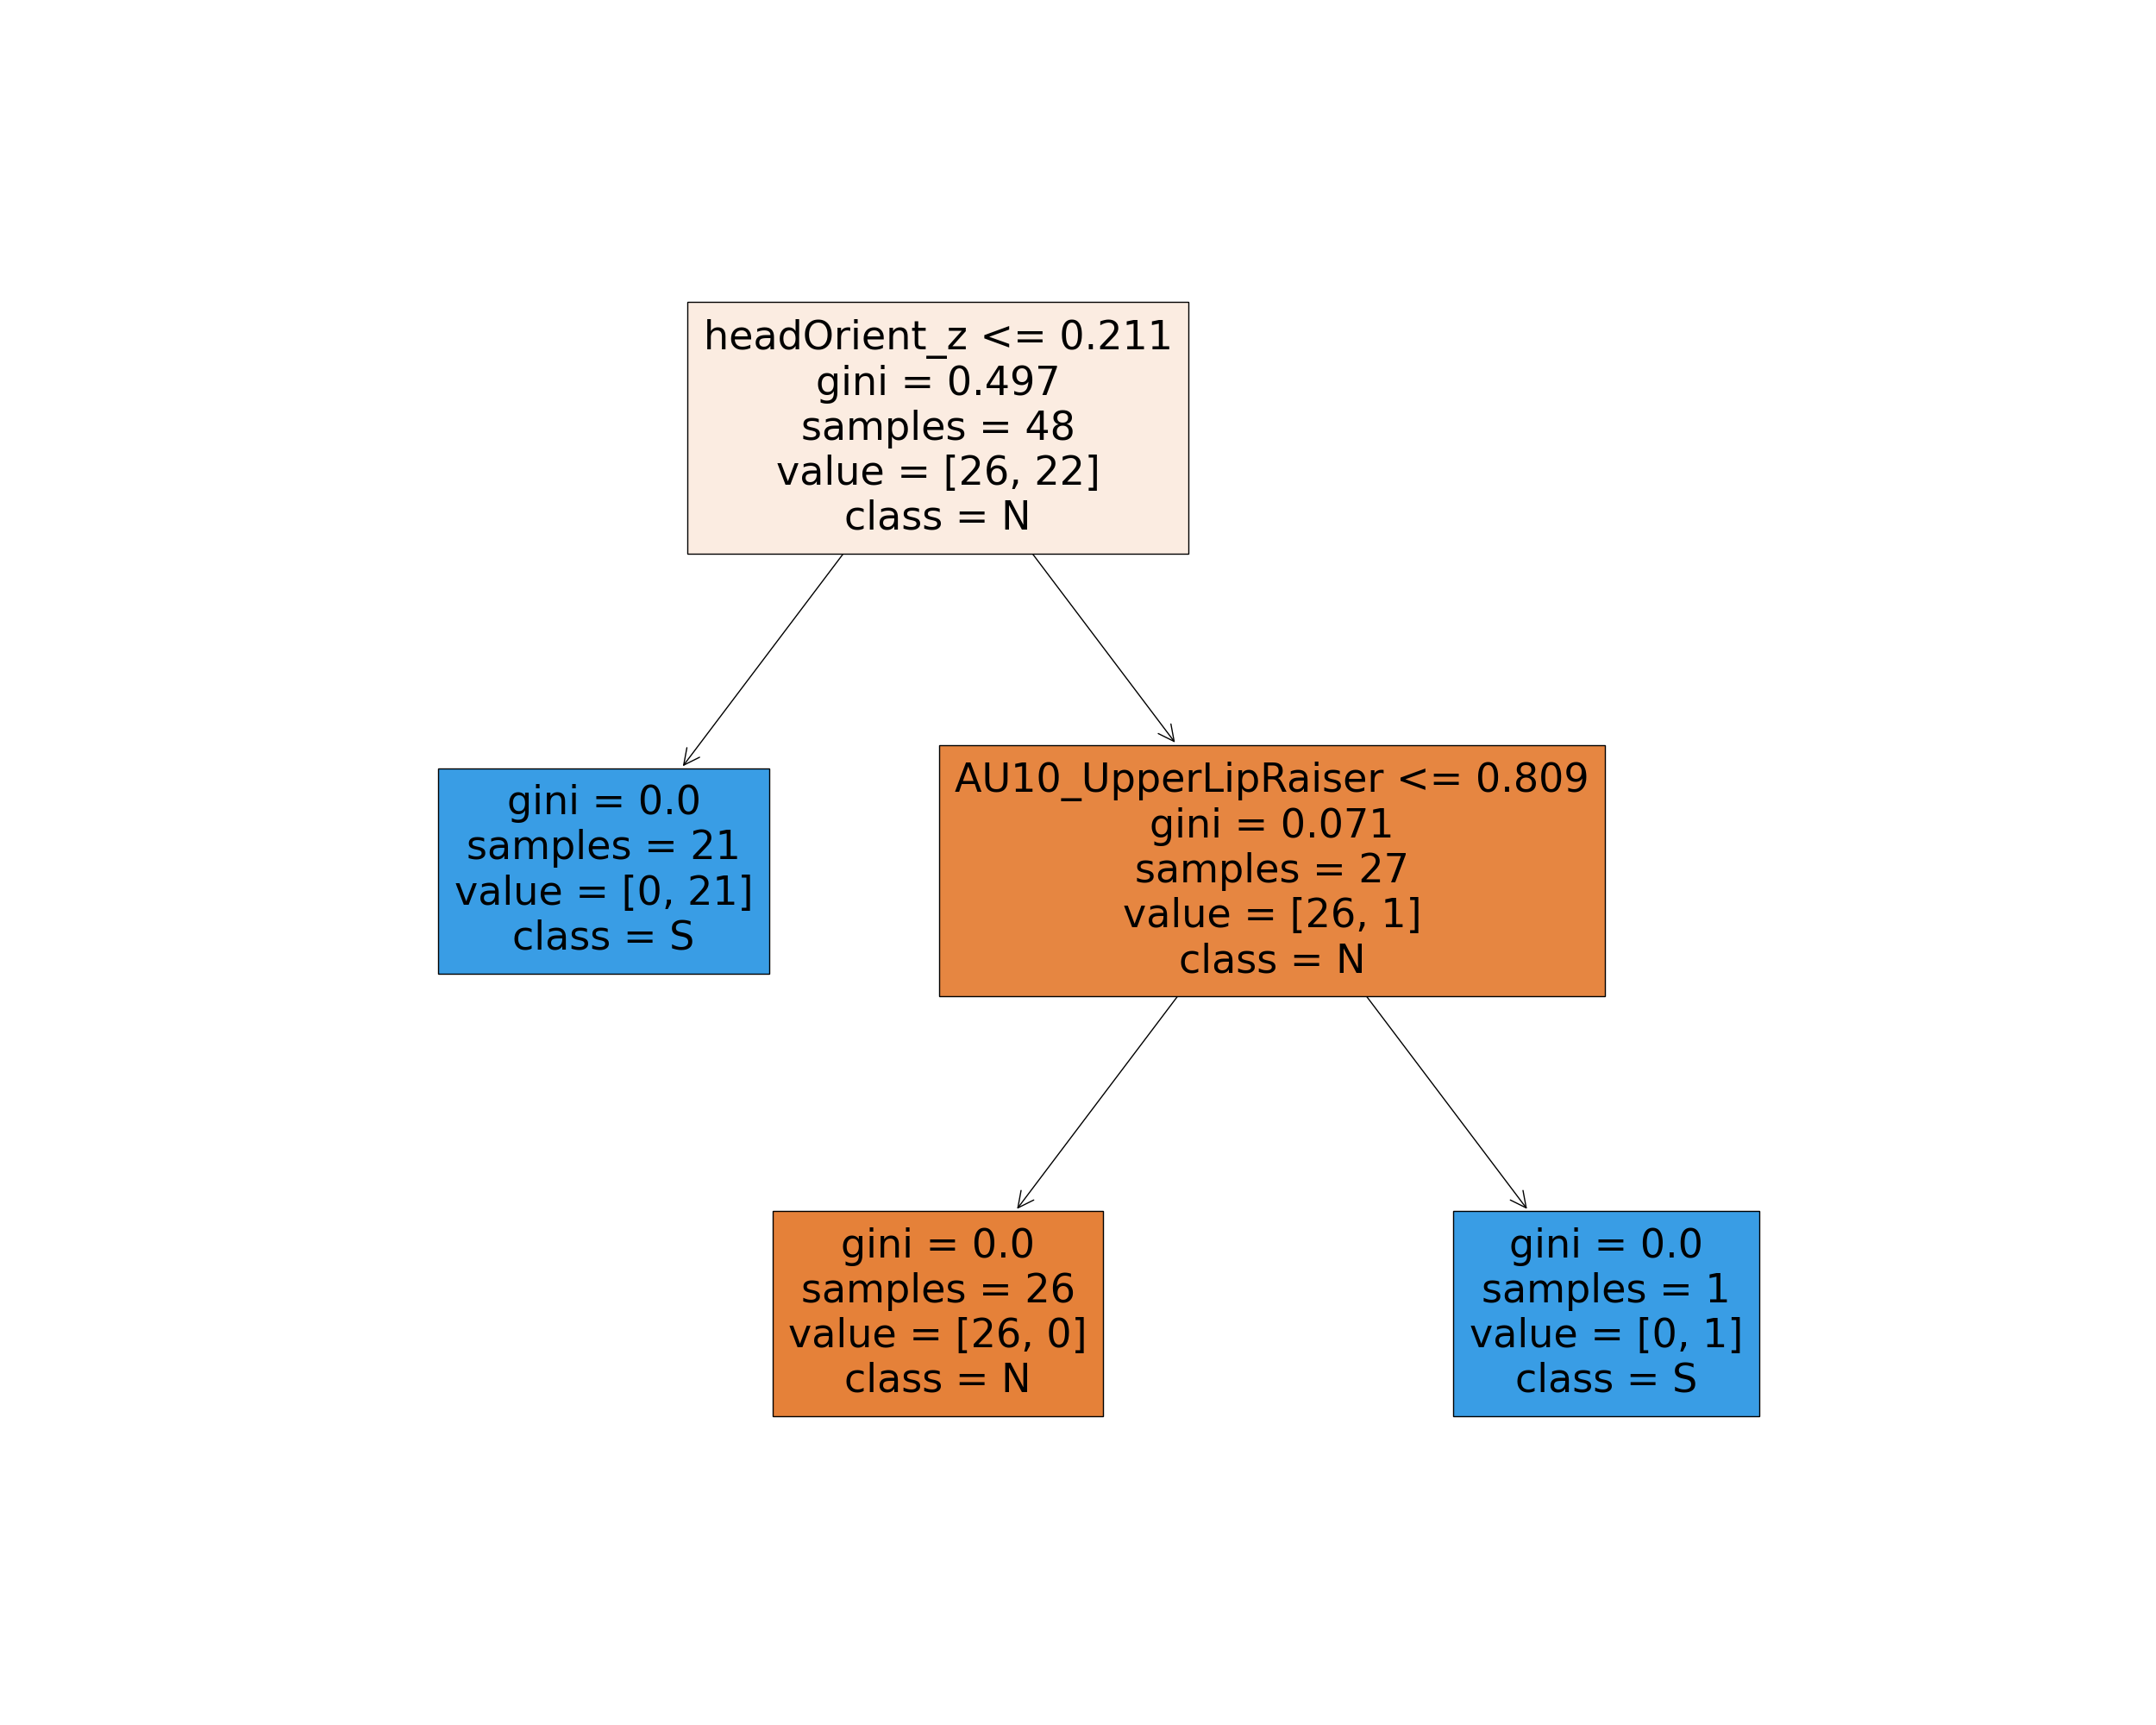 headOrient_z <= 0.211
gini = 0.497
samples = 48
value = [26, 22]
class = N
gini = 0.0
samples = 21
value = [0, 21]
class = S
AU10_UpperLipRaiser <= 0.809
gini = 0.071
samples = 27
value = [26, 1]
class = N
gini = 0.0
samples = 26
value = [26, 0]
class = N
gini = 0.0
samples = 1
value = [0, 1]
class = S